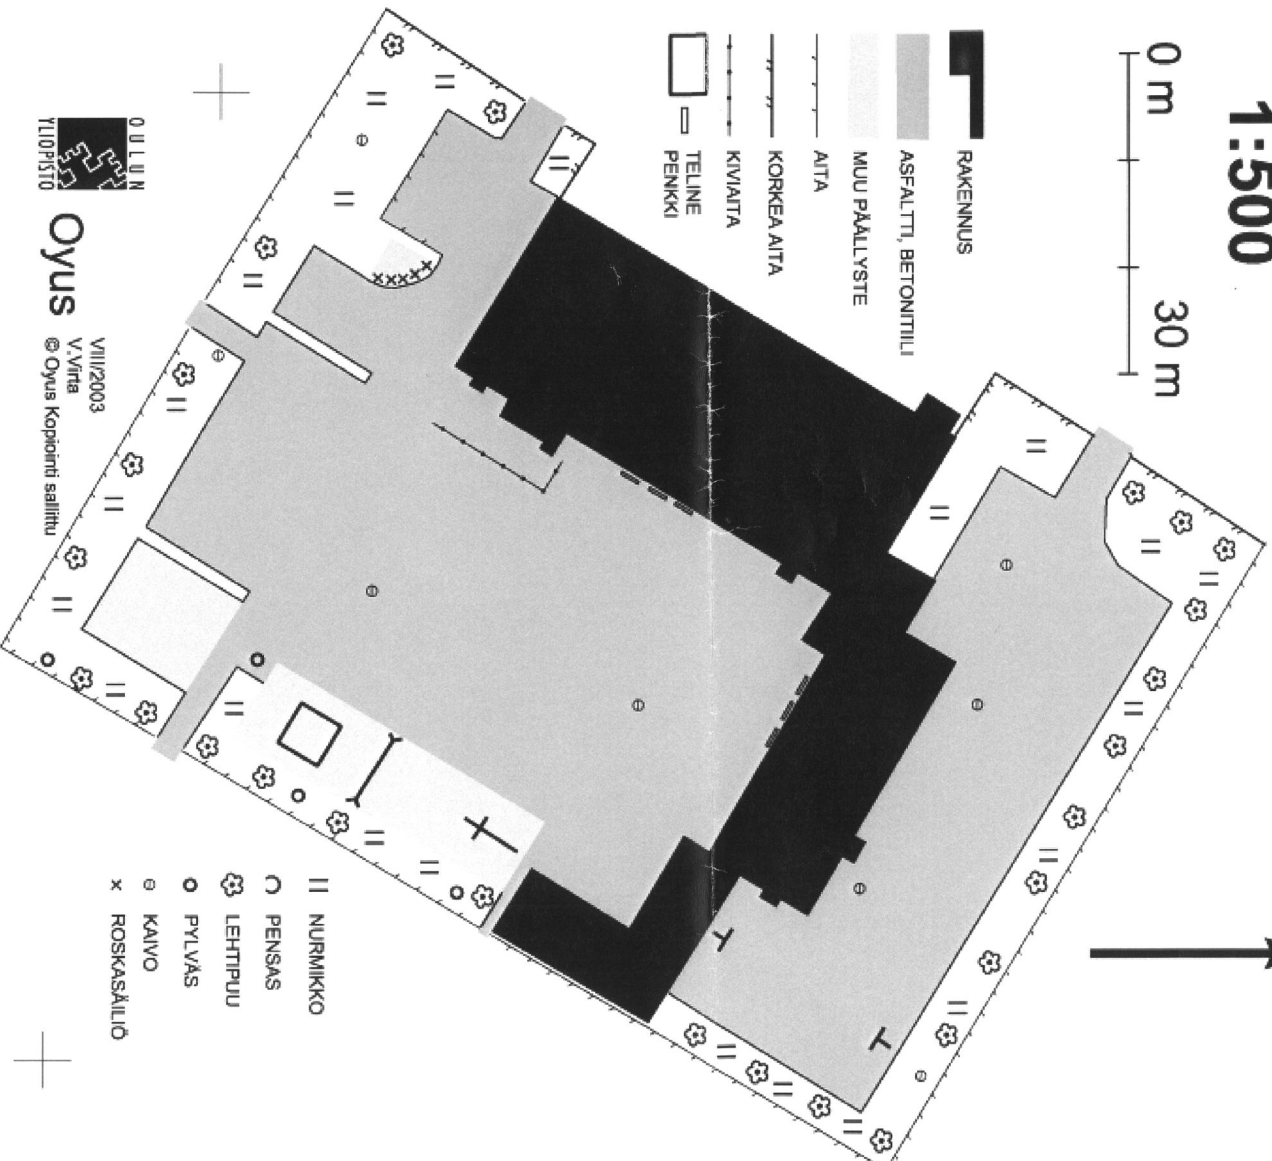 1:500
0 m 30 m
RAKENNUS
ASFALTTI, BETONITIILI
MUU PÄÄLLYSTE
AITA
KORKEA AITA
KIVIAITA
TELINE
PENKKI
NURMIKKO
PENSAS
LEHTIPUU
PYLVÄS
KAIVO
ROSKASÄILIÖ
OULUN
YLIOPISTO
Oyus
VIII/2003
V.Virta
© Oyus Kopiointi sallittu